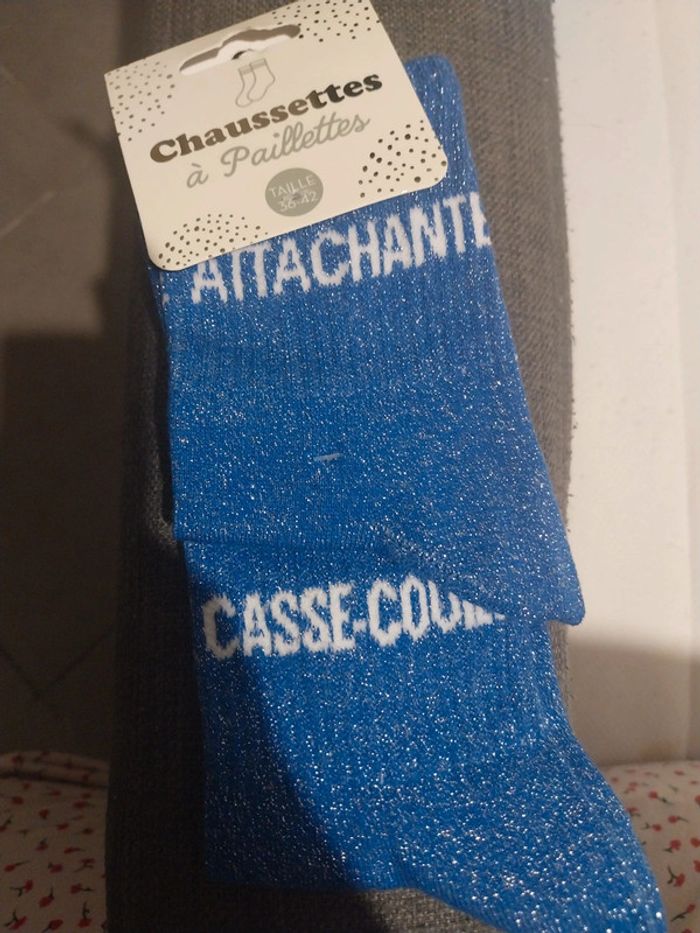 Chaussettes
à Paillettes
TAILLE
36-42
ATTACHANTE